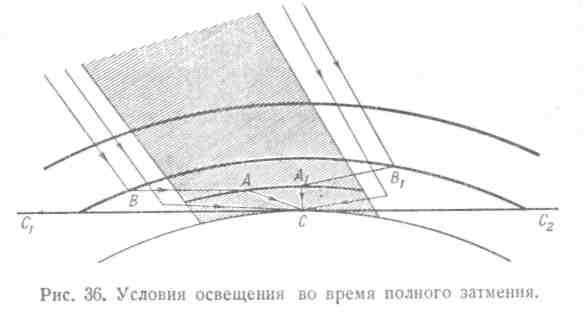 A
A₁
B
B₁
C₁
C
C₂
Рис. 36. Условия освещения во время полного затмения.